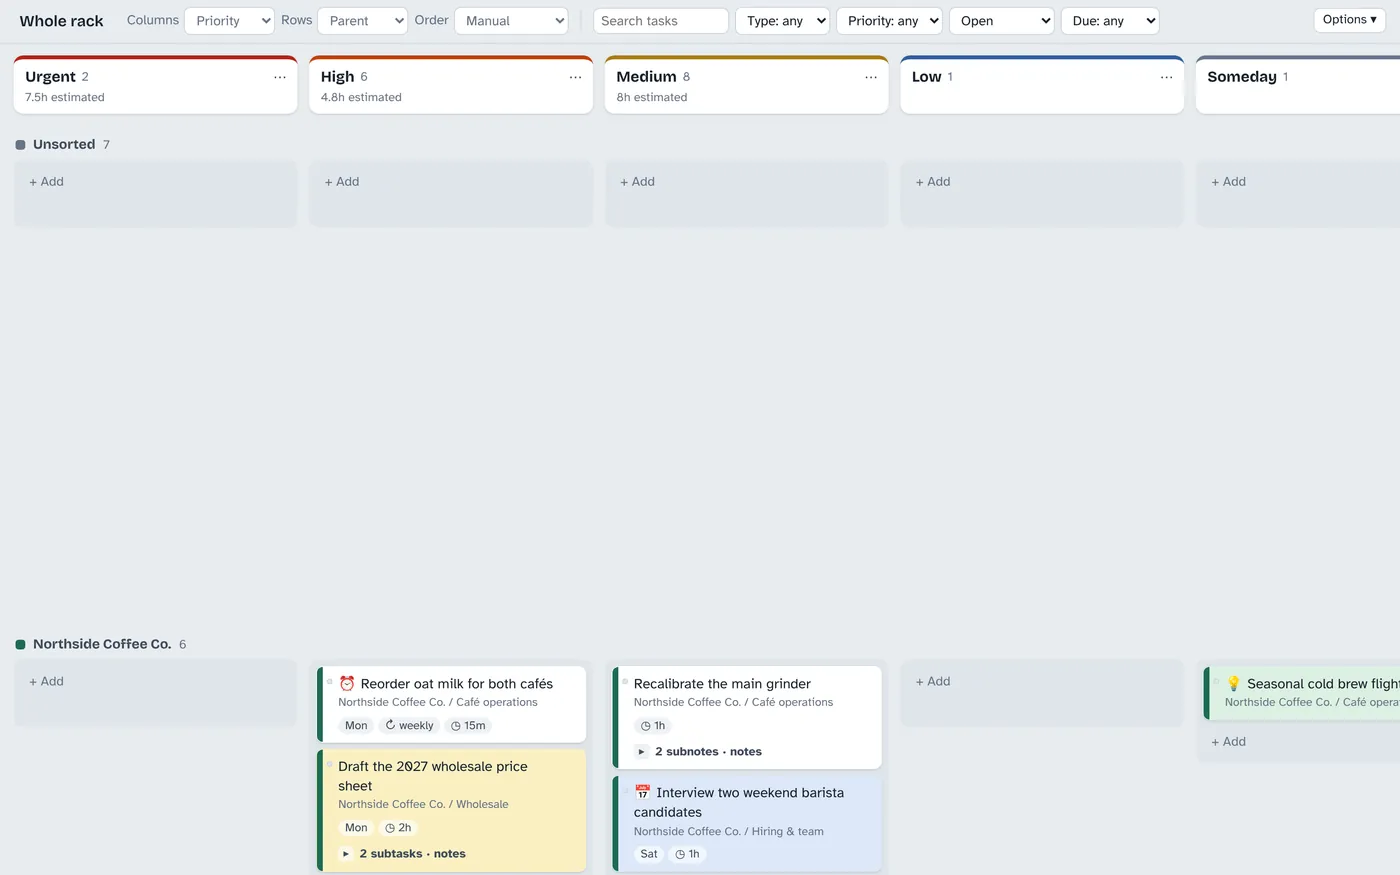 Whole rack Columns Priority Rows Parent Order Manual Search tasks Type: any Priority: any Open Due: any Options ▾
Urgent 2 ...
7.5h estimated
High 6 ...
4.8h estimated
Medium 8 ...
8h estimated
Low 1 ...
Someday 1
Unsorted 7
+ Add
+ Add
+ Add
+ Add
+ Add
Northside Coffee Co. 6
+ Add
⏰ Reorder oat milk for both cafés
Northside Coffee Co. / Café operations
Mon weekly 15m
Draft the 2027 wholesale price
sheet
Northside Coffee Co. / Wholesale
Mon 2h
▸ 2 subtasks · notes
Recalibrate the main grinder
Northside Coffee Co. / Café operations
1h
▸ 2 subnotes · notes
📅 Interview two weekend barista
candidates
Northside Coffee Co. / Hiring & team
Sat 1h
+ Add
💡 Seasonal cold brew flight
Northside Coffee Co. / Café opera
+ Add